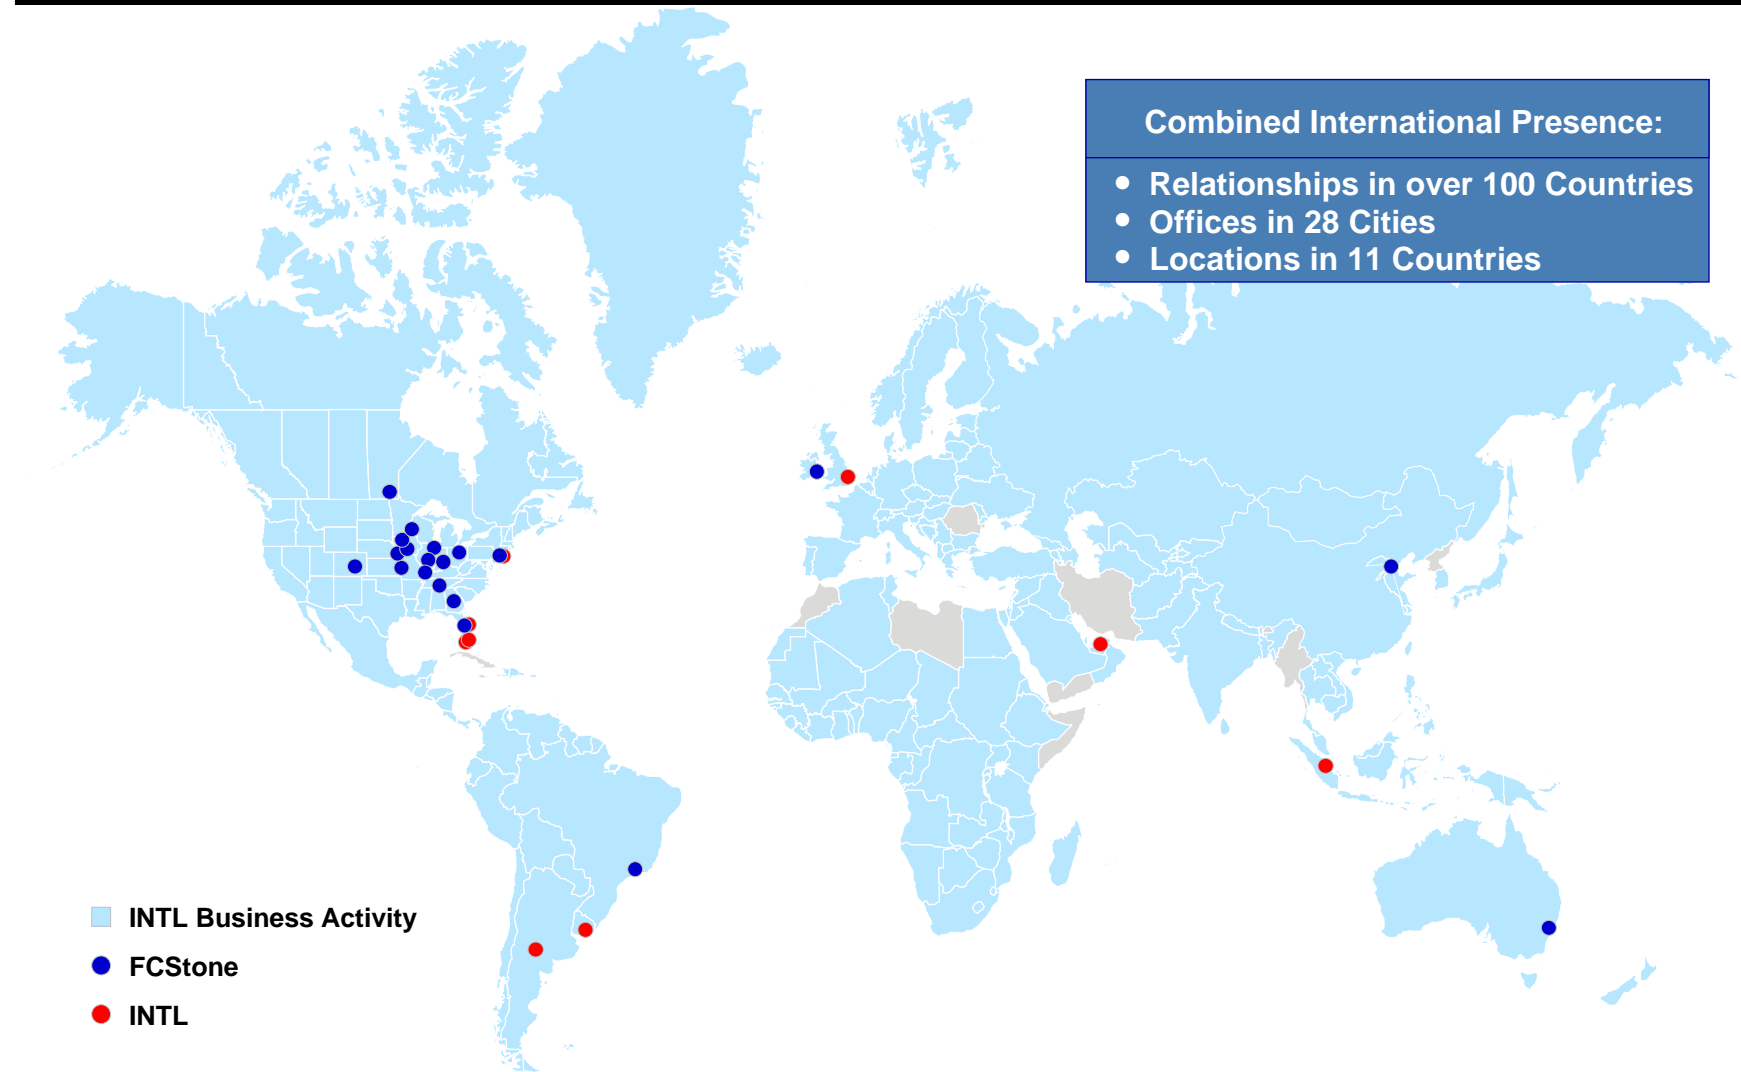 Combined International Presence:
• Relationships in over 100 Countries
• Offices in 28 Cities
• Locations in 11 Countries
INTL Business Activity
FCStone
INTL